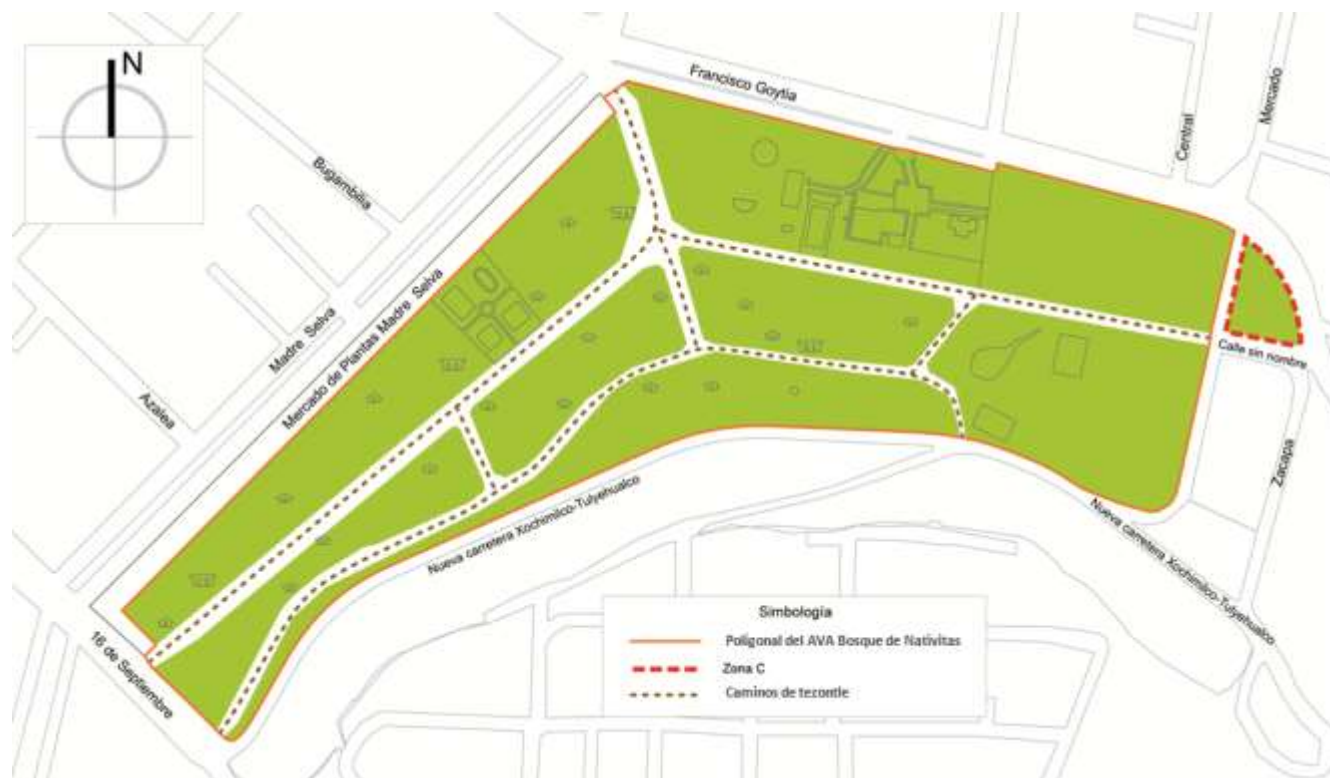 N
Francisco Goytia
Central
Mercado
Bugambilia
Madre Selva
Mercado de Plantas Madre Selva
Azalea
Calle sin nombre
Zacapa
Nueva carretera Xochimilco-Tulyehualco
Nueva carretera Xochimilco-Tulyehualco
16 de Septiembre
Simbología
Poligonal del AVA Bosque de Nativitas
Zona C
Caminos de tezontle